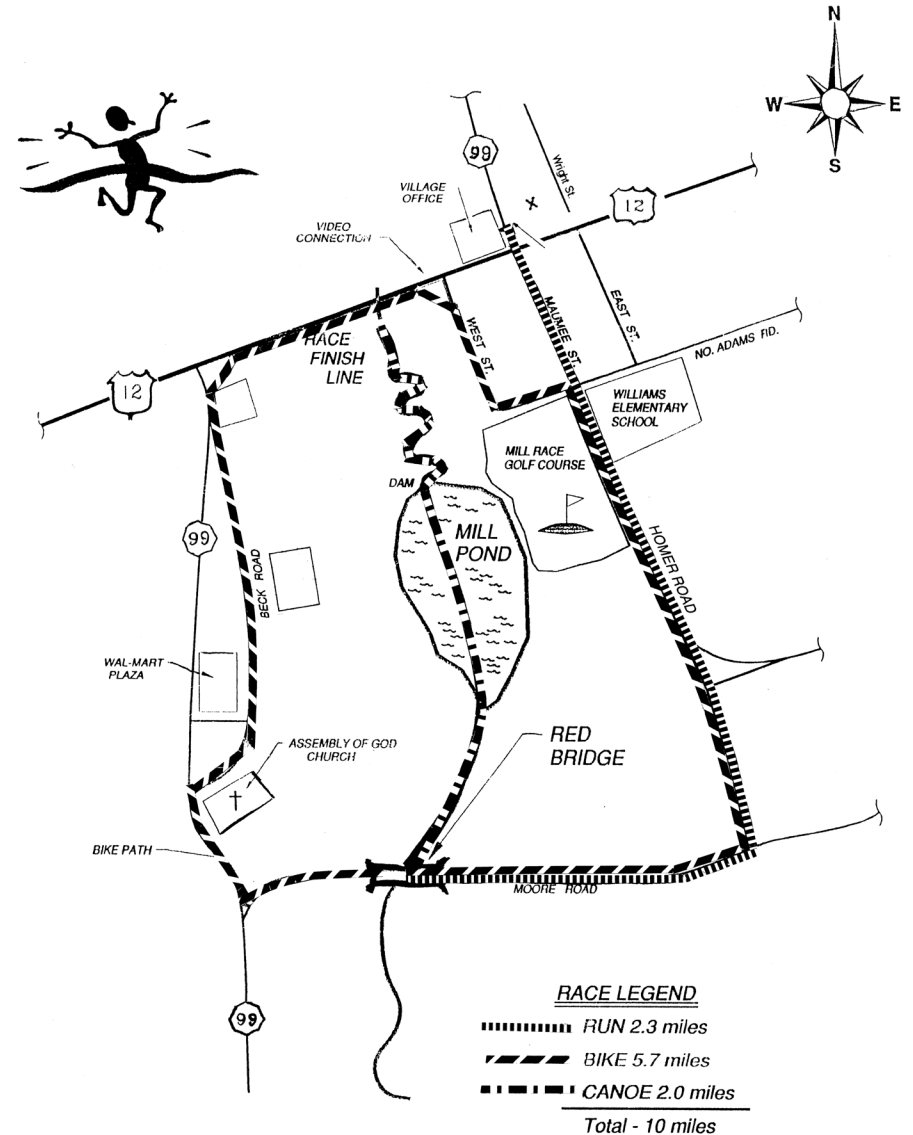 N
W E
S
99
Wright St.
VILLAGE
OFFICE
X
12
VIDEO
CONNECTION
MAUMEE ST.
EAST ST.
WEST ST.
NO. ADAMS RD.
RACE
FINISH
LINE
12
WILLIAMS
ELEMENTARY
SCHOOL
MILL RACE
GOLF COURSE
DAM
MILL
POND
99
BECK ROAD
HOMER ROAD
WAL-MART
PLAZA
RED
BRIDGE
ASSEMBLY OF GOD
CHURCH
BIKE PATH
MOORE ROAD
99
RACE LEGEND
RUN 2.3 miles
BIKE 5.7 miles
CANOE 2.0 miles
Total - 10 miles